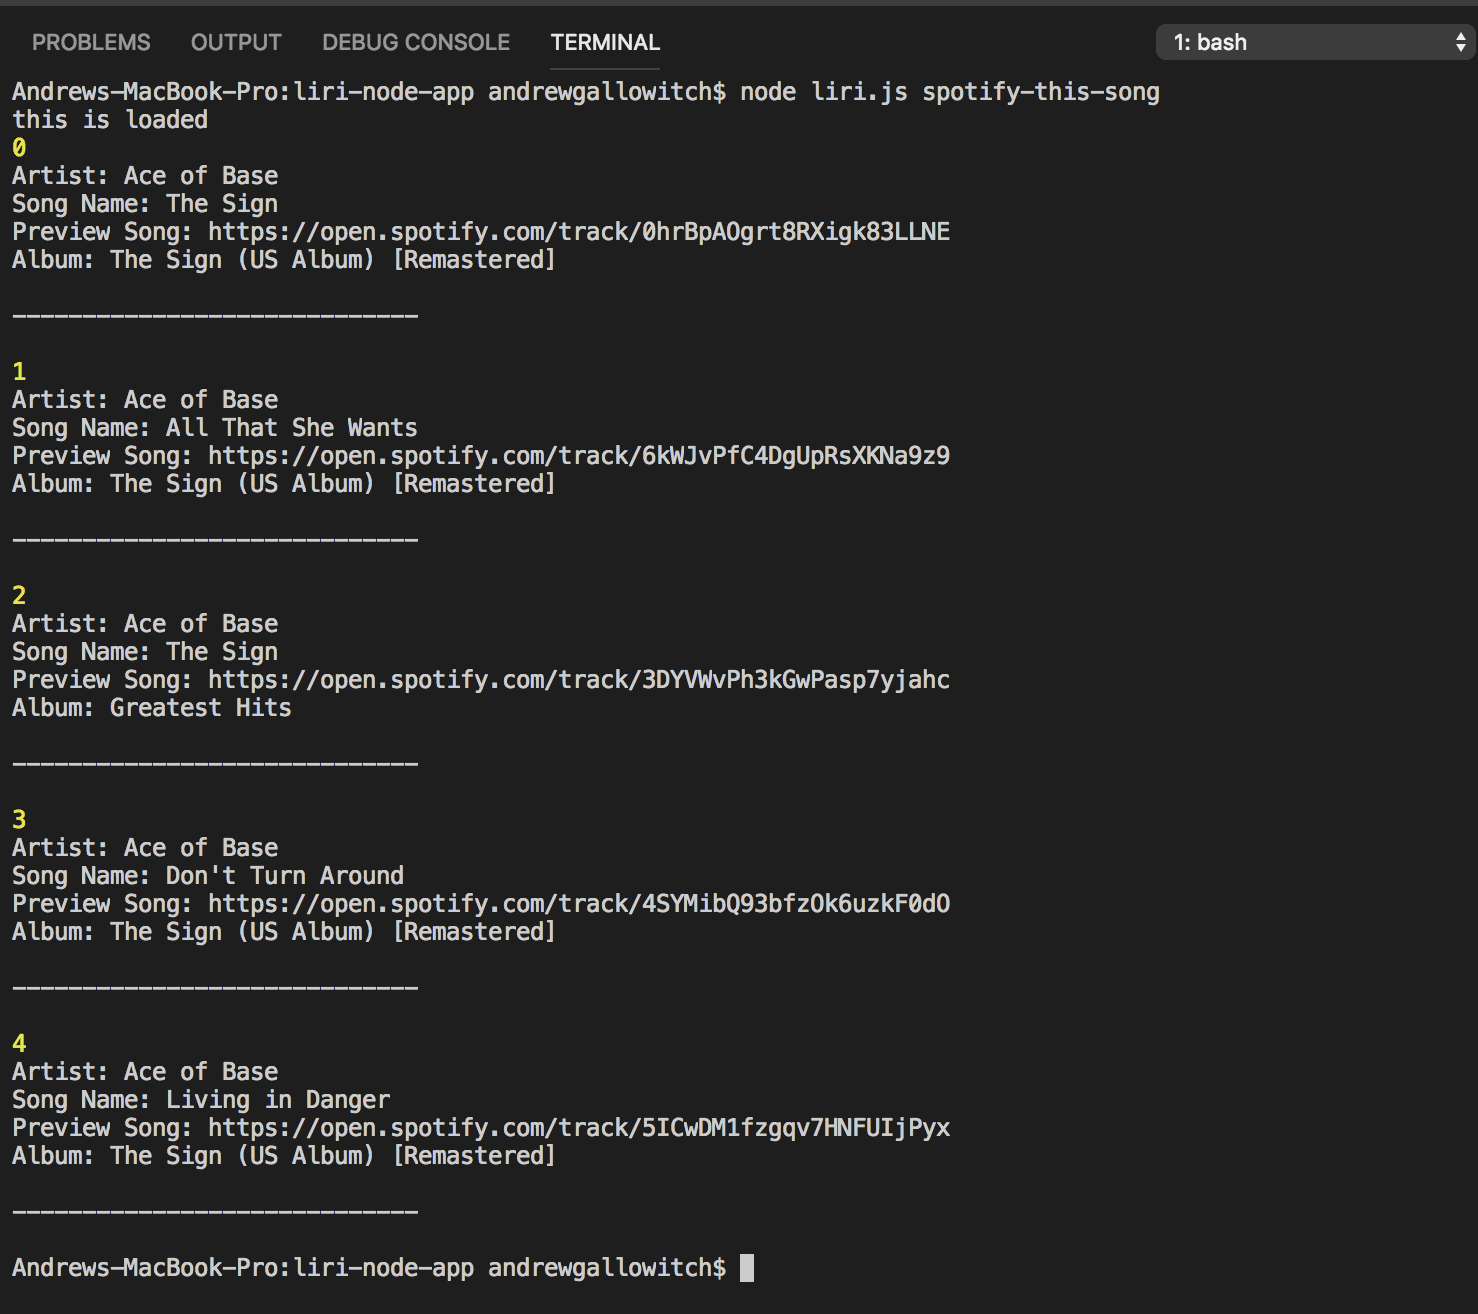 PROBLEMS OUTPUT DEBUG CONSOLE TERMINAL 1: bash
Andrews-MacBook-Pro:liri-node-app andrewgallowitch$ node liri.js spotify-this-song
this is loaded
0
Artist: Ace of Base
Song Name: The Sign
Preview Song: https://open.spotify.com/track/0hrBpAOgrt8RXigk83LLNE
Album: The Sign (US Album) [Remastered]
-----------------------------
1
Artist: Ace of Base
Song Name: All That She Wants
Preview Song: https://open.spotify.com/track/6kWJvPfC4DgUpRsXKNa9z9
Album: The Sign (US Album) [Remastered]
-----------------------------
2
Artist: Ace of Base
Song Name: The Sign
Preview Song: https://open.spotify.com/track/3DYVWvPh3kGwPasp7yjahc
Album: Greatest Hits
-----------------------------
3
Artist: Ace of Base
Song Name: Don't Turn Around
Preview Song: https://open.spotify.com/track/4SYMibQ93bfzOk6uzkF0dO
Album: The Sign (US Album) [Remastered]
-----------------------------
4
Artist: Ace of Base
Song Name: Living in Danger
Preview Song: https://open.spotify.com/track/5ICwDM1fzgqv7HNFUIjPyx
Album: The Sign (US Album) [Remastered]
-----------------------------
Andrews-MacBook-Pro:liri-node-app andrewgallowitch$